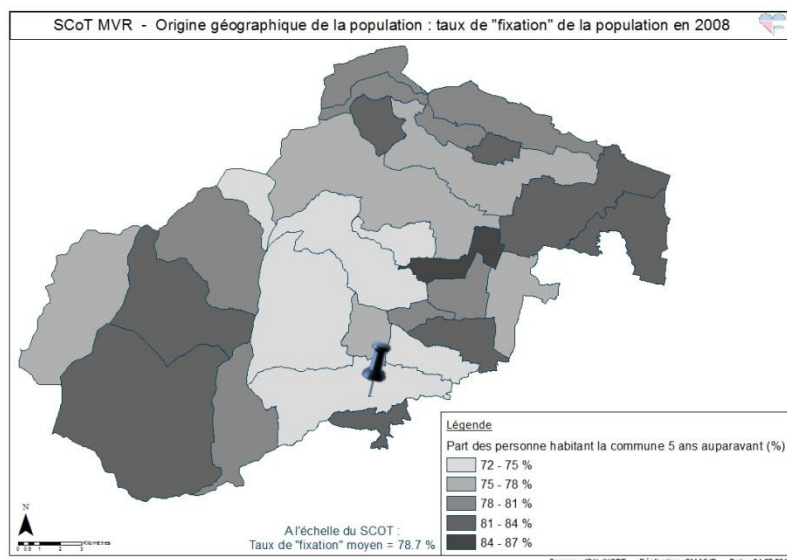 SCoT MVR - Origine géographique de la population : taux de "fixation" de la population en 2008
Légende
Part des personne habitant la commune 5 ans auparavant (%)
72 - 75 %
75 - 78 %
78 - 81 %
81 - 84 %
84 - 87 %
N
A l'échelle du SCOT :
Taux de "fixation" moyen = 78.7 %